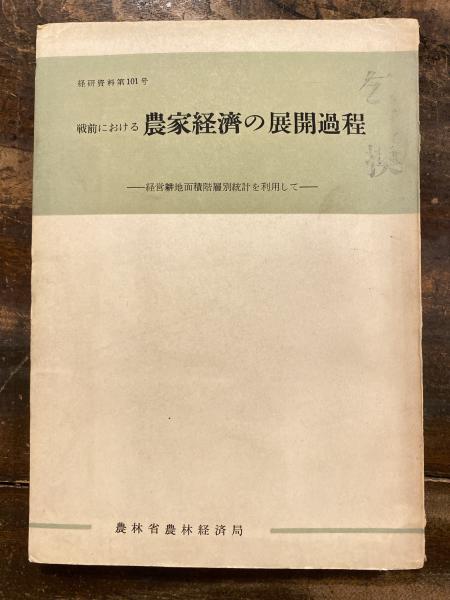 経研資料第101号
戦前における農家経済の展開過程
――経営耕地面積階層別統計を利用して――
農林省農林経済局